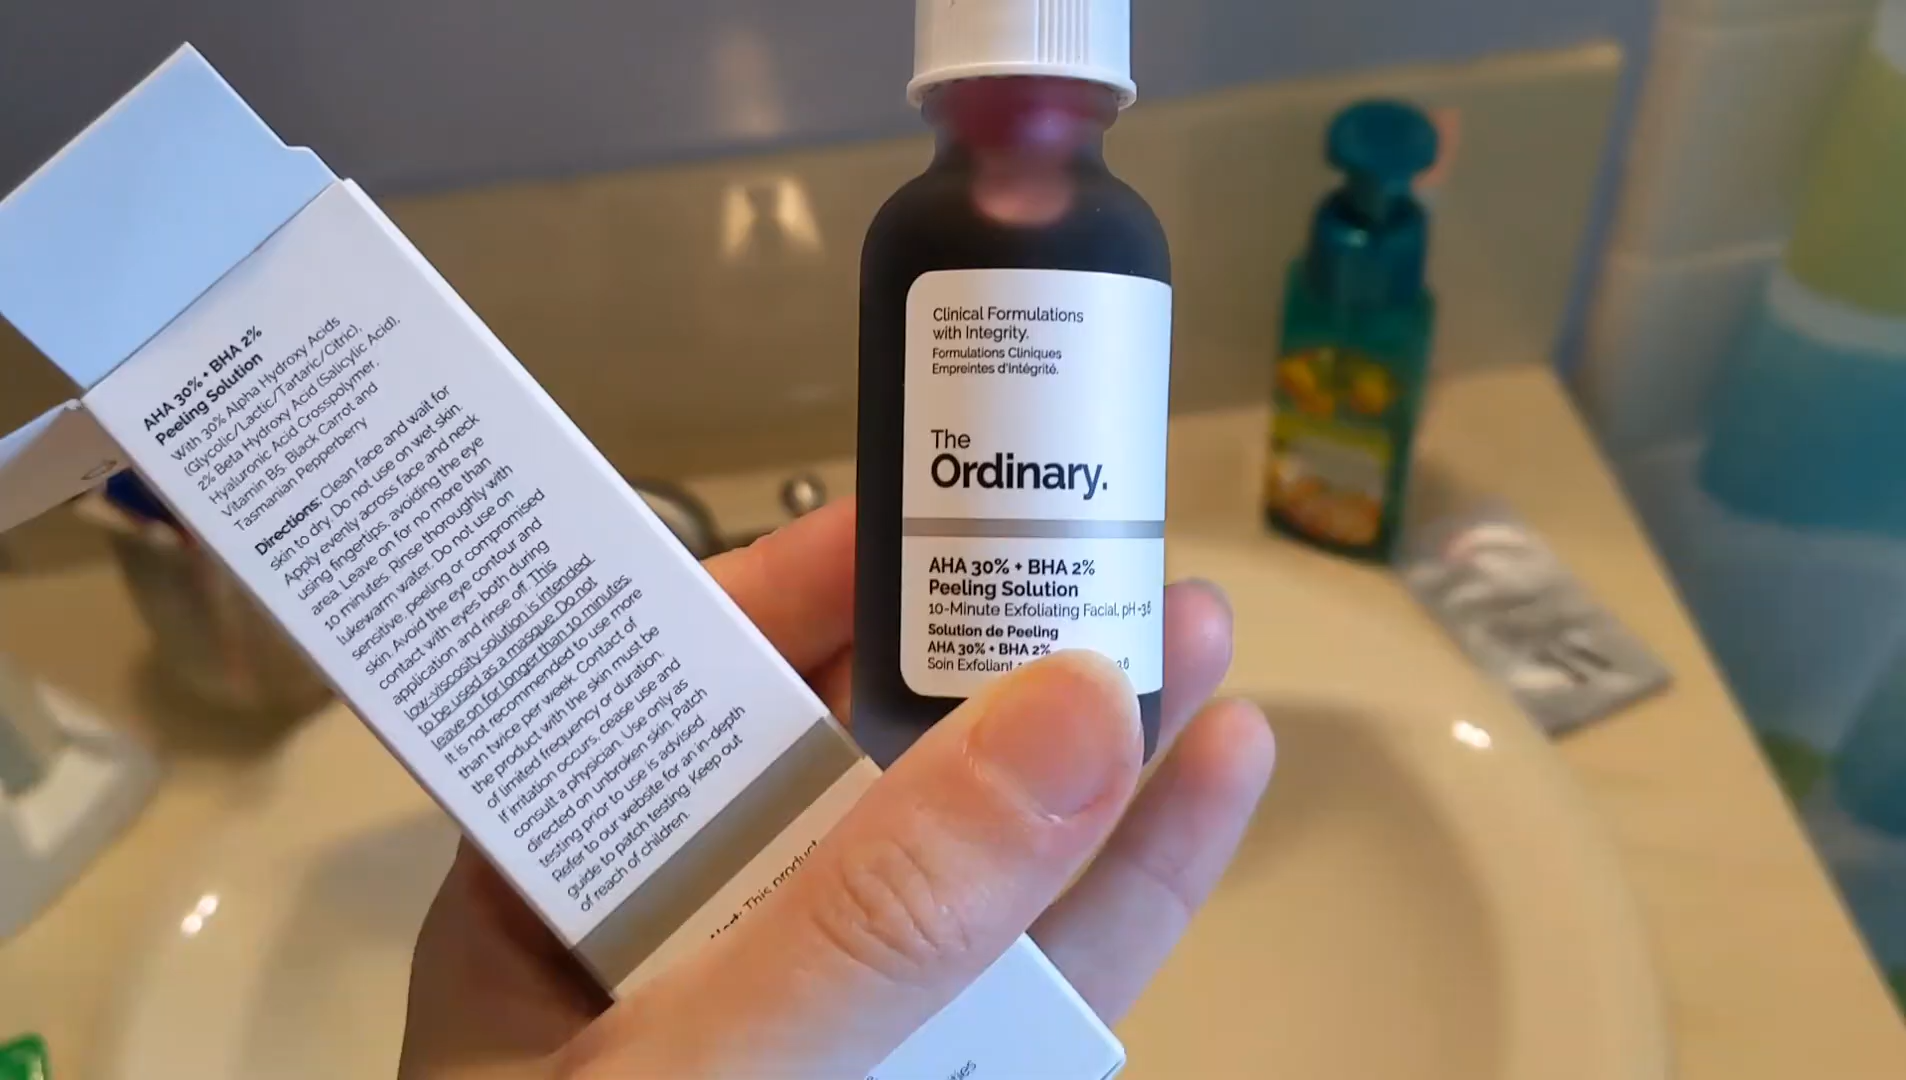 AHA 30% + BHA 2%
Peeling Solution
With 30% Alpha Hydroxy Acids
(Glycolic/Lactic/Tartaric/Citric),
2% Beta Hydroxy Acid (Salicylic Acid),
Hyaluronic Acid Crosspolymer,
Vitamin B5, Black Carrot and
Tasmanian Pepperberry
Directions: Clean face and wait for
skin to dry. Do not use on wet skin.
Apply evenly across face and neck
using fingertips, avoiding the eye
area. Leave on for no more than
10 minutes. Rinse thoroughly with
lukewarm water. Do not use on
sensitive, peeling or compromised
skin. Avoid the eye contour and
contact with eyes both during
application and rinse off. This
low-viscosity solution is intended
to be used as a masque. Do not
leave on for longer than 10 minutes.
It is not recommended to use more
than twice per week. Contact of
the product with the skin must be
of limited frequency or duration.
If irritation occurs, cease use and
consult a physician. Use only as
directed on unbroken skin. Patch
testing prior to use is advised.
Refer to our website for an in-depth
guide to patch testing. Keep out
of reach of children.
This product
Clinical Formulations
with Integrity.
Formulations Cliniques
Empreintes d'Intégrité.
The
Ordinary.
AHA 30% + BHA 2%
Peeling Solution
10-Minute Exfoliating Facial, pH ~3.6
Solution de Peeling
AHA 30% + BHA 2%
Soin Exfoliant